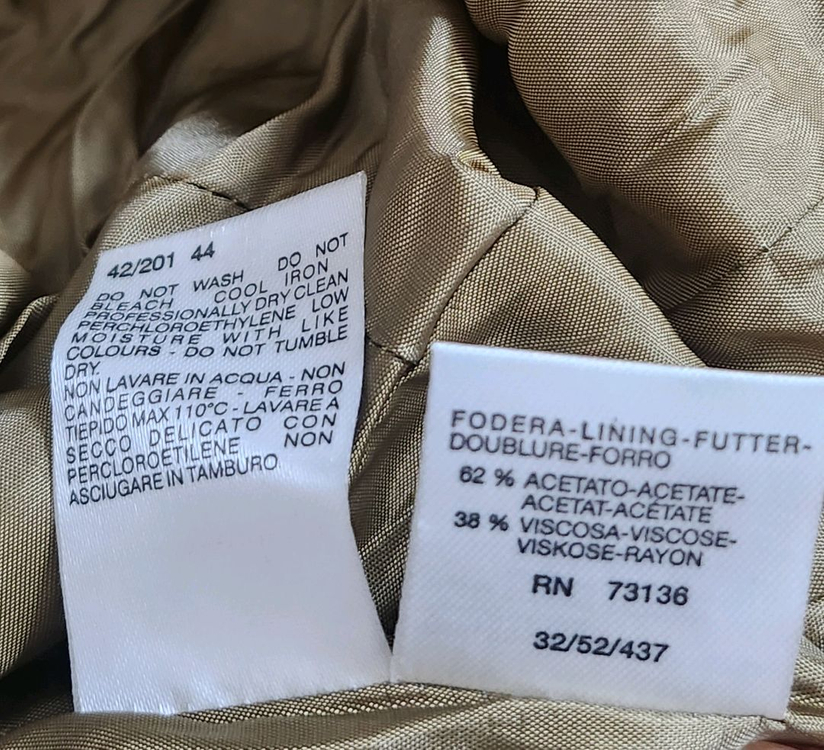 42/201 44
DO NOT WASH DO NOT
BLEACH COOL IRON
PROFESSIONALLY DRY CLEAN
PERCHLOROETHYLENE LOW
MOISTURE WITH LIKE
COLOURS - DO NOT TUMBLE
DRY.
NON LAVARE IN ACQUA - NON
CANDEGGIARE - FERRO
TIEPIDO MAX 110°C - LAVARE A
SECCO DELICATO CON
PERCLOROETILENE NON
ASCIUGARE IN TAMBURO
FODERA-LINING-FUTTER-
DOUBLURE-FORRO
62 % ACETATO-ACETATE-
ACETAT-ACÉTATE
38 % VISCOSA-VISCOSE-
VISKOSE-RAYON
RN 73136
32/52/437